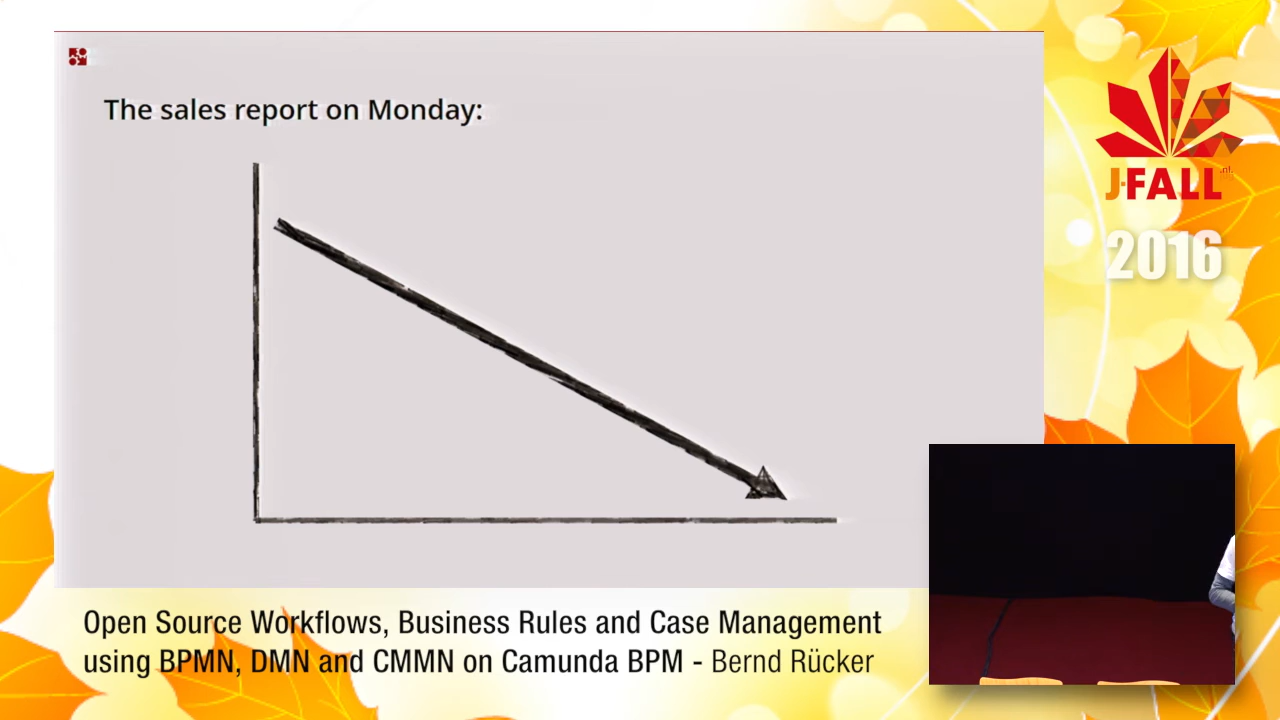 The sales report on Monday:
J-FALL
.nl
2016
Open Source Workflows, Business Rules and Case Management
using BPMN, DMN and CMMN on Camunda BPM - Bernd Rücker